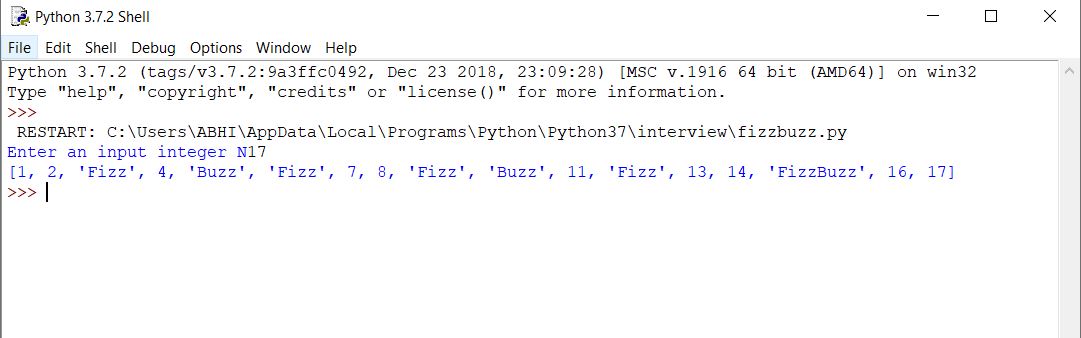 Python 3.7.2 Shell
File Edit Shell Debug Options Window Help
Python 3.7.2 (tags/v3.7.2:9a3ffc0492, Dec 23 2018, 23:09:28) [MSC v.1916 64 bit (AMD64)] on win32
Type "help", "copyright", "credits" or "license()" for more information.
>>>
 RESTART: C:\Users\ABHI\AppData\Local\Programs\Python\Python37\interview\fizzbuzz.py
Enter an input integer N17
[1, 2, 'Fizz', 4, 'Buzz', 'Fizz', 7, 8, 'Fizz', 'Buzz', 11, 'Fizz', 13, 14, 'FizzBuzz', 16, 17]
>>>